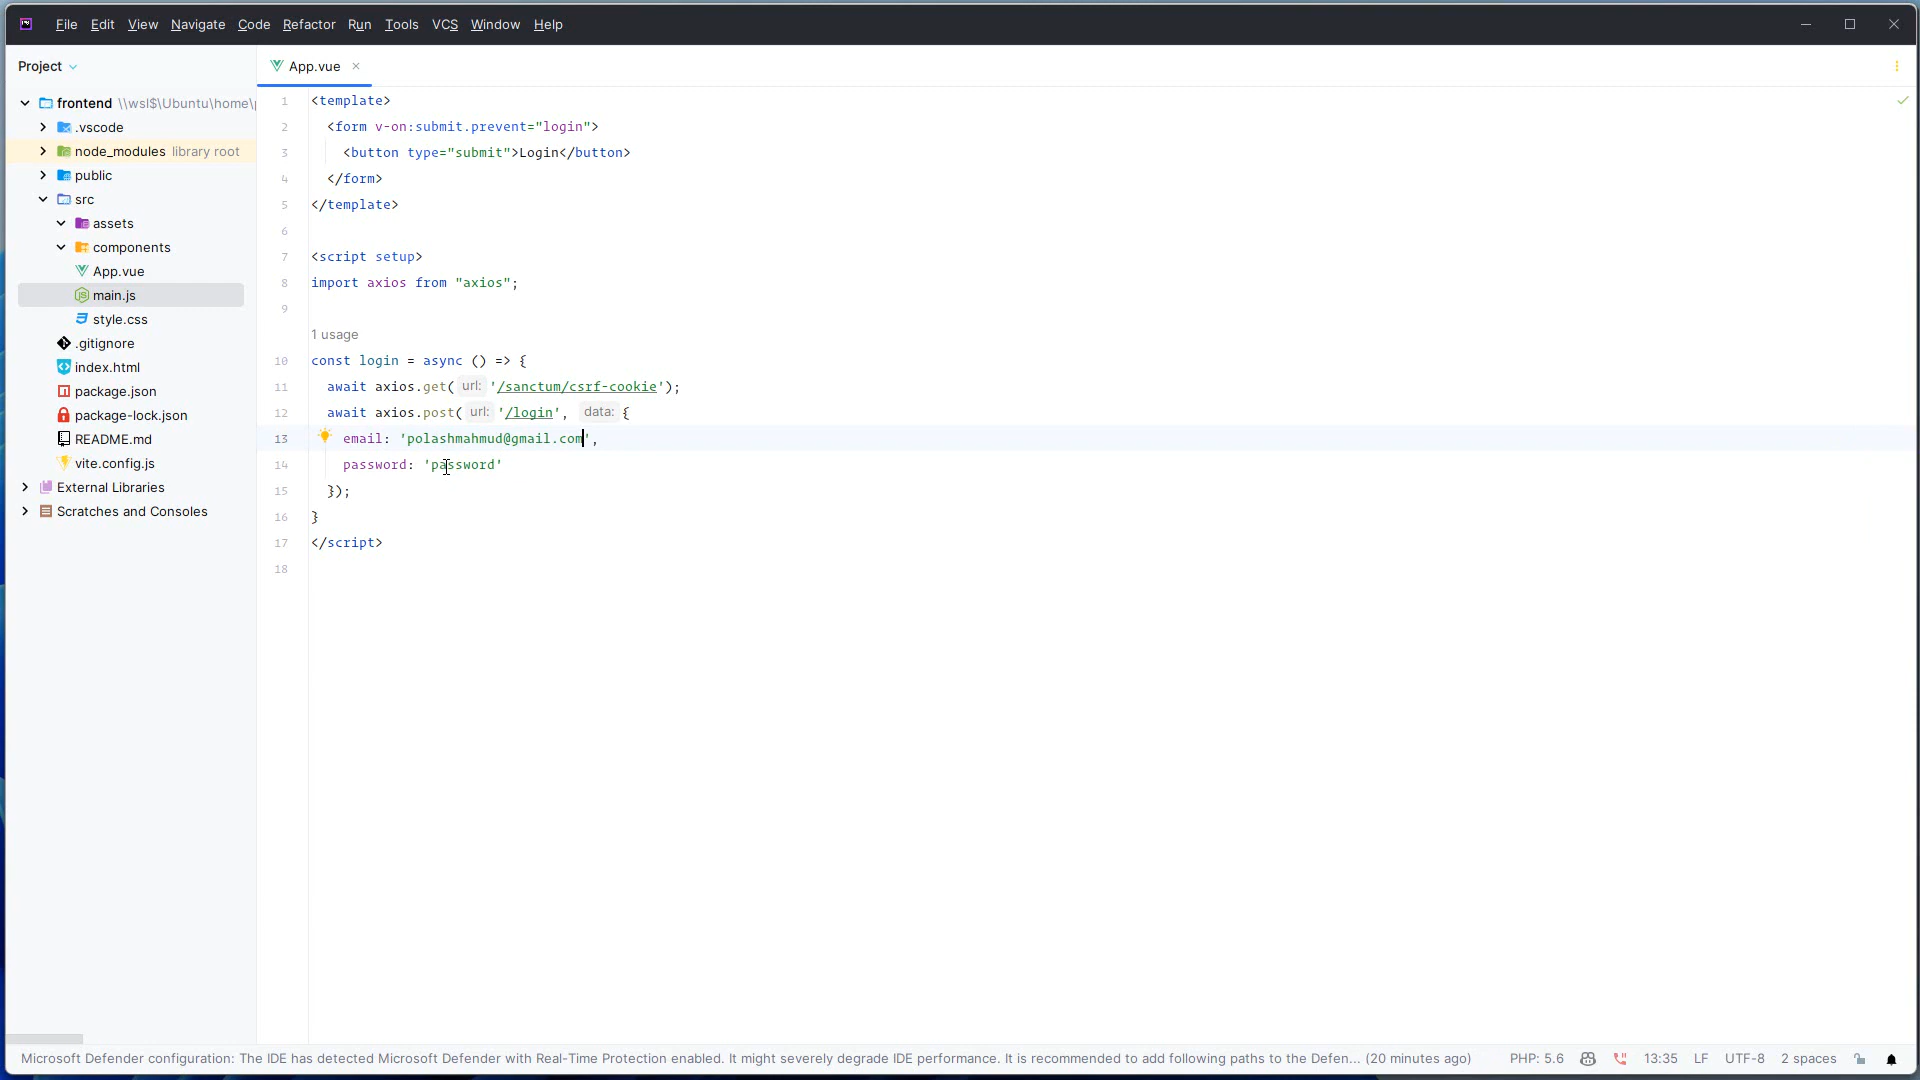 File Edit View Navigate Code Refactor Run Tools VCS Window Help
Project
App.vue
frontend \\wsl$\Ubuntu\home\
.vscode
node_modules library root
public
src
assets
components
App.vue
main.js
style.css
.gitignore
index.html
package.json
package-lock.json
README.md
vite.config.js
External Libraries
Scratches and Consoles
1 <template>
2 <form v-on:submit.prevent="login">
3 <button type="submit">Login</button>
4 </form>
5 </template>
6
7 <script setup>
8 import axios from "axios";
9
1 usage
10 const login = async () => {
11 await axios.get( url: '/sanctum/csrf-cookie');
12 await axios.post( url: '/login', data: {
13 email: 'polashmahmud@gmail.com',
14 password: 'password'
15 });
16 }
17 </script>
18
Microsoft Defender configuration: The IDE has detected Microsoft Defender with Real-Time Protection enabled. It might severely degrade IDE performance. It is recommended to add following paths to the Defen... (20 minutes ago) PHP: 5.6 13:35 LF UTF-8 2 spaces